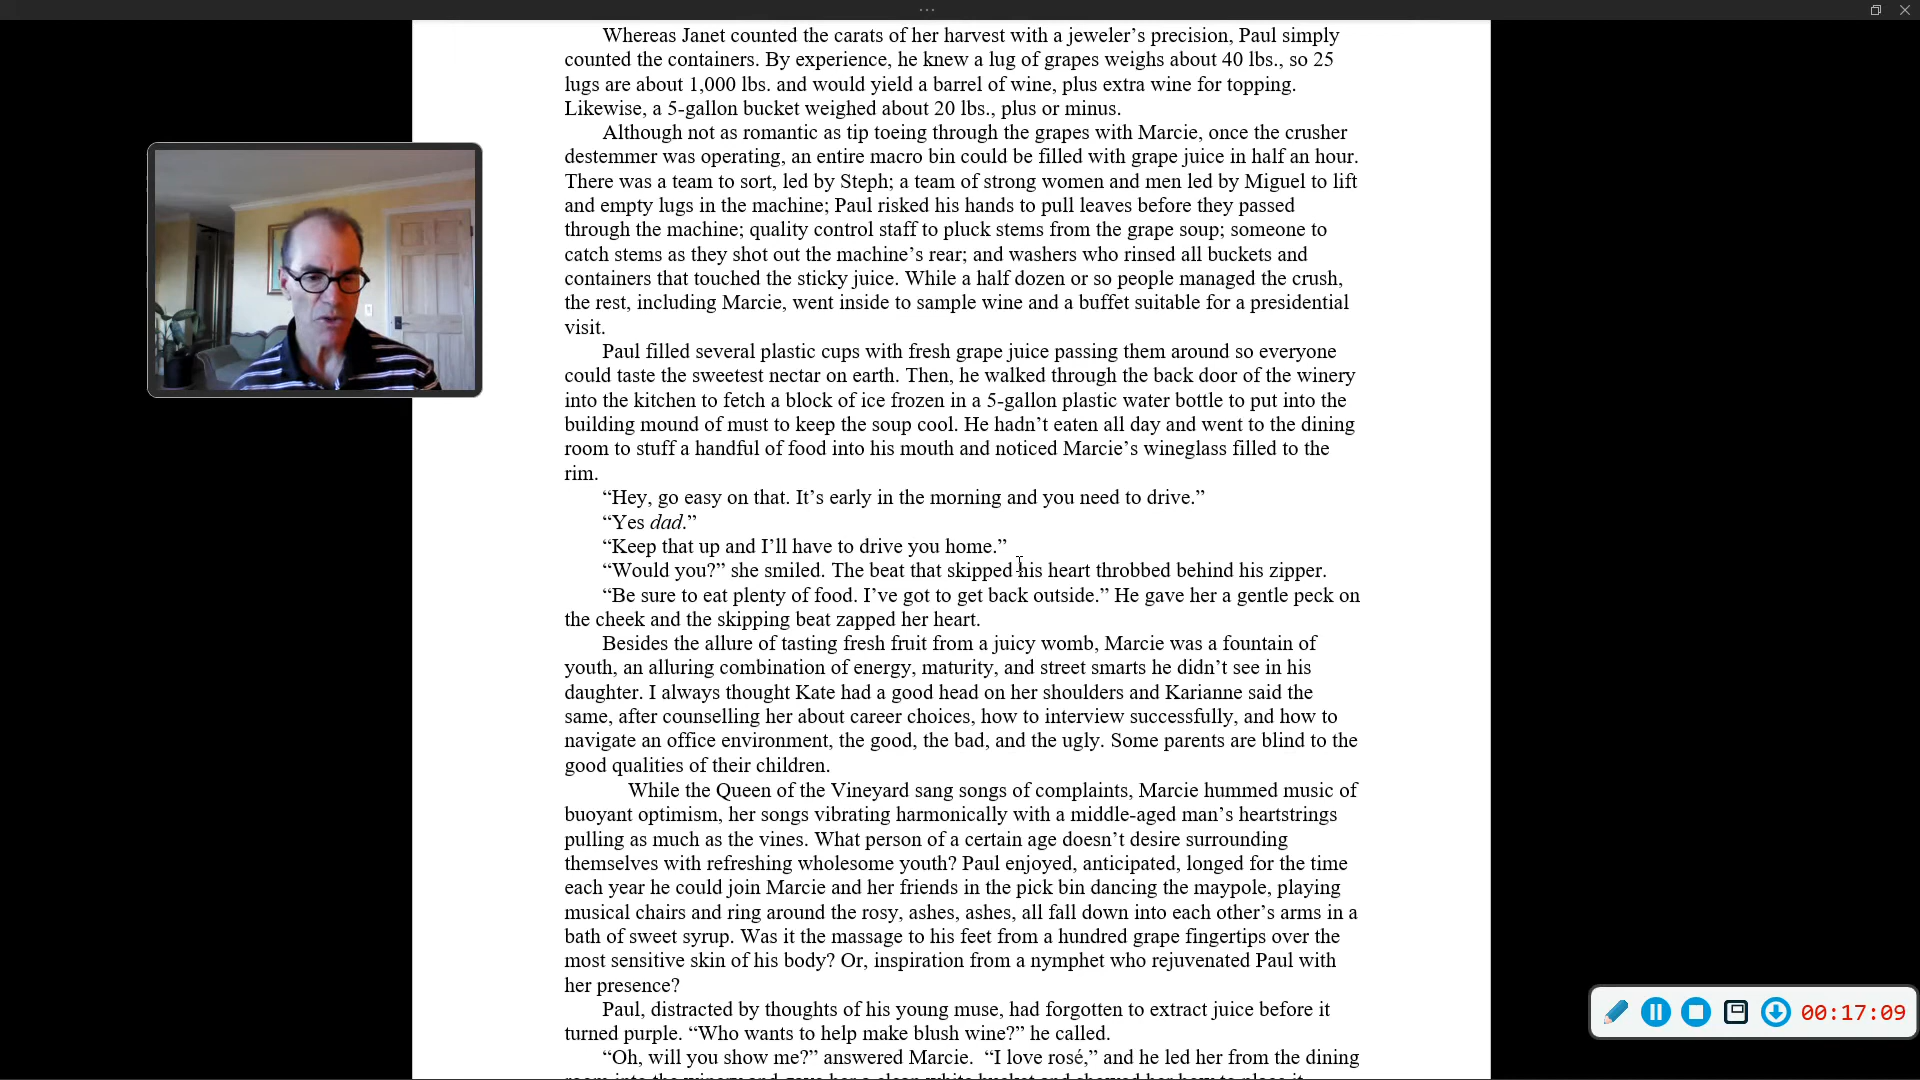 Whereas Janet counted the carats of her harvest with a jeweler’s precision, Paul simply
counted the containers. By experience, he knew a lug of grapes weighs about 40 lbs., so 25
lugs are about 1,000 lbs. and would yield a barrel of wine, plus extra wine for topping.
Likewise, a 5-gallon bucket weighed about 20 lbs., plus or minus.
Although not as romantic as tip toeing through the grapes with Marcie, once the crusher
destemmer was operating, an entire macro bin could be filled with grape juice in half an hour.
There was a team to sort, led by Steph; a team of strong women and men led by Miguel to lift
and empty lugs in the machine; Paul risked his hands to pull leaves before they passed
through the machine; quality control staff to pluck stems from the grape soup; someone to
catch stems as they shot out the machine’s rear; and washers who rinsed all buckets and
containers that touched the sticky juice. While a half dozen or so people managed the crush,
the rest, including Marcie, went inside to sample wine and a buffet suitable for a presidential
visit.
Paul filled several plastic cups with fresh grape juice passing them around so everyone
could taste the sweetest nectar on earth. Then, he walked through the back door of the winery
into the kitchen to fetch a block of ice frozen in a 5-gallon plastic water bottle to put into the
building mound of must to keep the soup cool. He hadn’t eaten all day and went to the dining
room to stuff a handful of food into his mouth and noticed Marcie’s wineglass filled to the
rim.
“Hey, go easy on that. It’s early in the morning and you need to drive.”
“Yes dad.”
“Keep that up and I’ll have to drive you home.”
“Would you?” she smiled. The beat that skipped his heart throbbed behind his zipper.
“Be sure to eat plenty of food. I’ve got to get back outside.” He gave her a gentle peck on
the cheek and the skipping beat zapped her heart.
Besides the allure of tasting fresh fruit from a juicy womb, Marcie was a fountain of
youth, an alluring combination of energy, maturity, and street smarts he didn’t see in his
daughter. I always thought Kate had a good head on her shoulders and Karianne said the
same, after counselling her about career choices, how to interview successfully, and how to
navigate an office environment, the good, the bad, and the ugly. Some parents are blind to the
good qualities of their children.
While the Queen of the Vineyard sang songs of complaints, Marcie hummed music of
buoyant optimism, her songs vibrating harmonically with a middle-aged man’s heartstrings
pulling as much as the vines. What person of a certain age doesn’t desire surrounding
themselves with refreshing wholesome youth? Paul enjoyed, anticipated, longed for the time
each year he could join Marcie and her friends in the pick bin dancing the maypole, playing
musical chairs and ring around the rosy, ashes, ashes, all fall down into each other’s arms in a
bath of sweet syrup. Was it the massage to his feet from a hundred grape fingertips over the
most sensitive skin of his body? Or, inspiration from a nymphet who rejuvenated Paul with
her presence?
Paul, distracted by thoughts of his young muse, had forgotten to extract juice before it
turned purple. “Who wants to help make blush wine?” he called.
“Oh, will you show me?” answered Marcie. “I love rosé,” and he led her from the dining
00:17:09